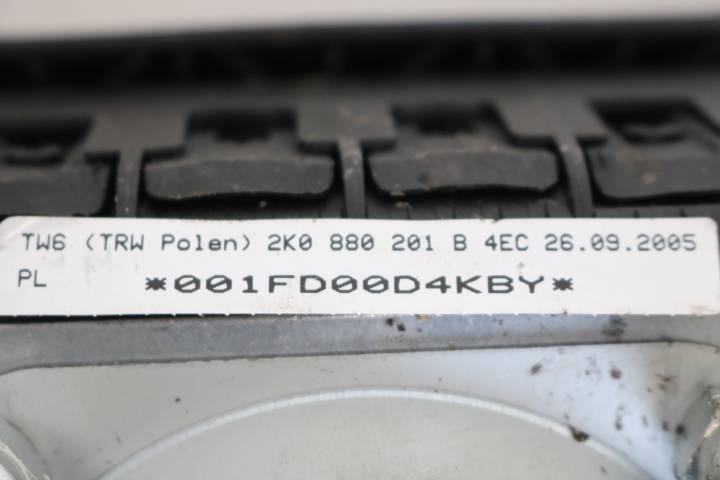 TW6 (TRW Polen) 2K0 880 201 B 4EC 26.09.2005
PL *001FD00D4KBY*